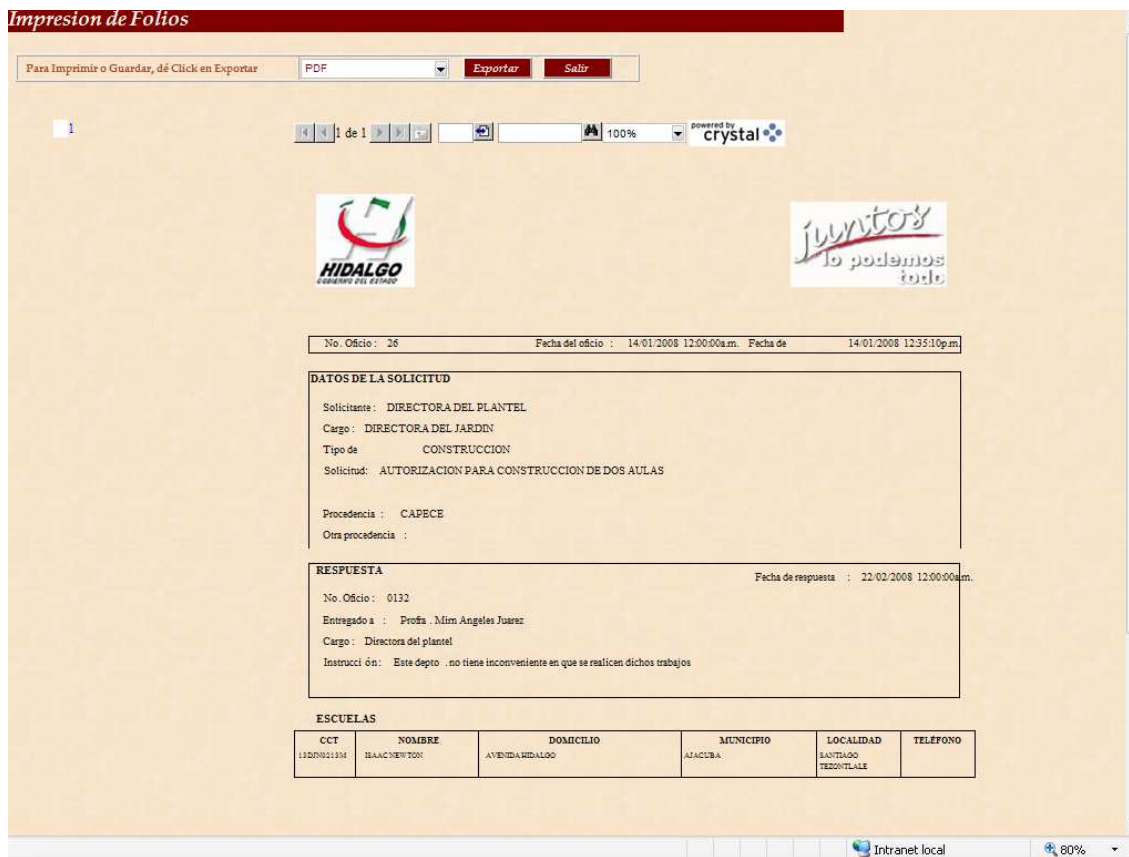 Impresion de Folios
Para Imprimir o Guardar, dé Click en Exportar PDF Exportar Salir
1
1 de 1 100% powered by crystal
HIDALGO
GOBIERNO DEL ESTADO
juntos
lo podemos
todo
No. Oficio : 26 Fecha del oficio : 14/01/2008 12:00:00a.m. Fecha de 14/01/2008 12:35:10p.m.
DATOS DE LA SOLICITUD
Solicitante : DIRECTORA DEL PLANTEL
Cargo : DIRECTORA DEL JARDIN
Tipo de CONSTRUCCION
Solicitud: AUTORIZACION PARA CONSTRUCCION DE DOS AULAS
Procedencia : CAPECE
Otra procedencia :
RESPUESTA
Fecha de respuesta : 22/02/2008 12:00:00a.m.
No. Oficio : 0132
Entregado a : Profra . Mirn Angeles Juarez
Cargo : Directora del plantel
Instrucci ón : Este depto . no tiene inconveniente en que se realicen dichos trabajos
ESCUELAS
CCT NOMBRE DOMICILIO MUNICIPIO LOCALIDAD TELÉFONO
13DJN0213M ISAAC NEWTON AVENIDA HIDALGO AJACUBA SANTIAGO
TEZONTLALE
Intranet local 80%